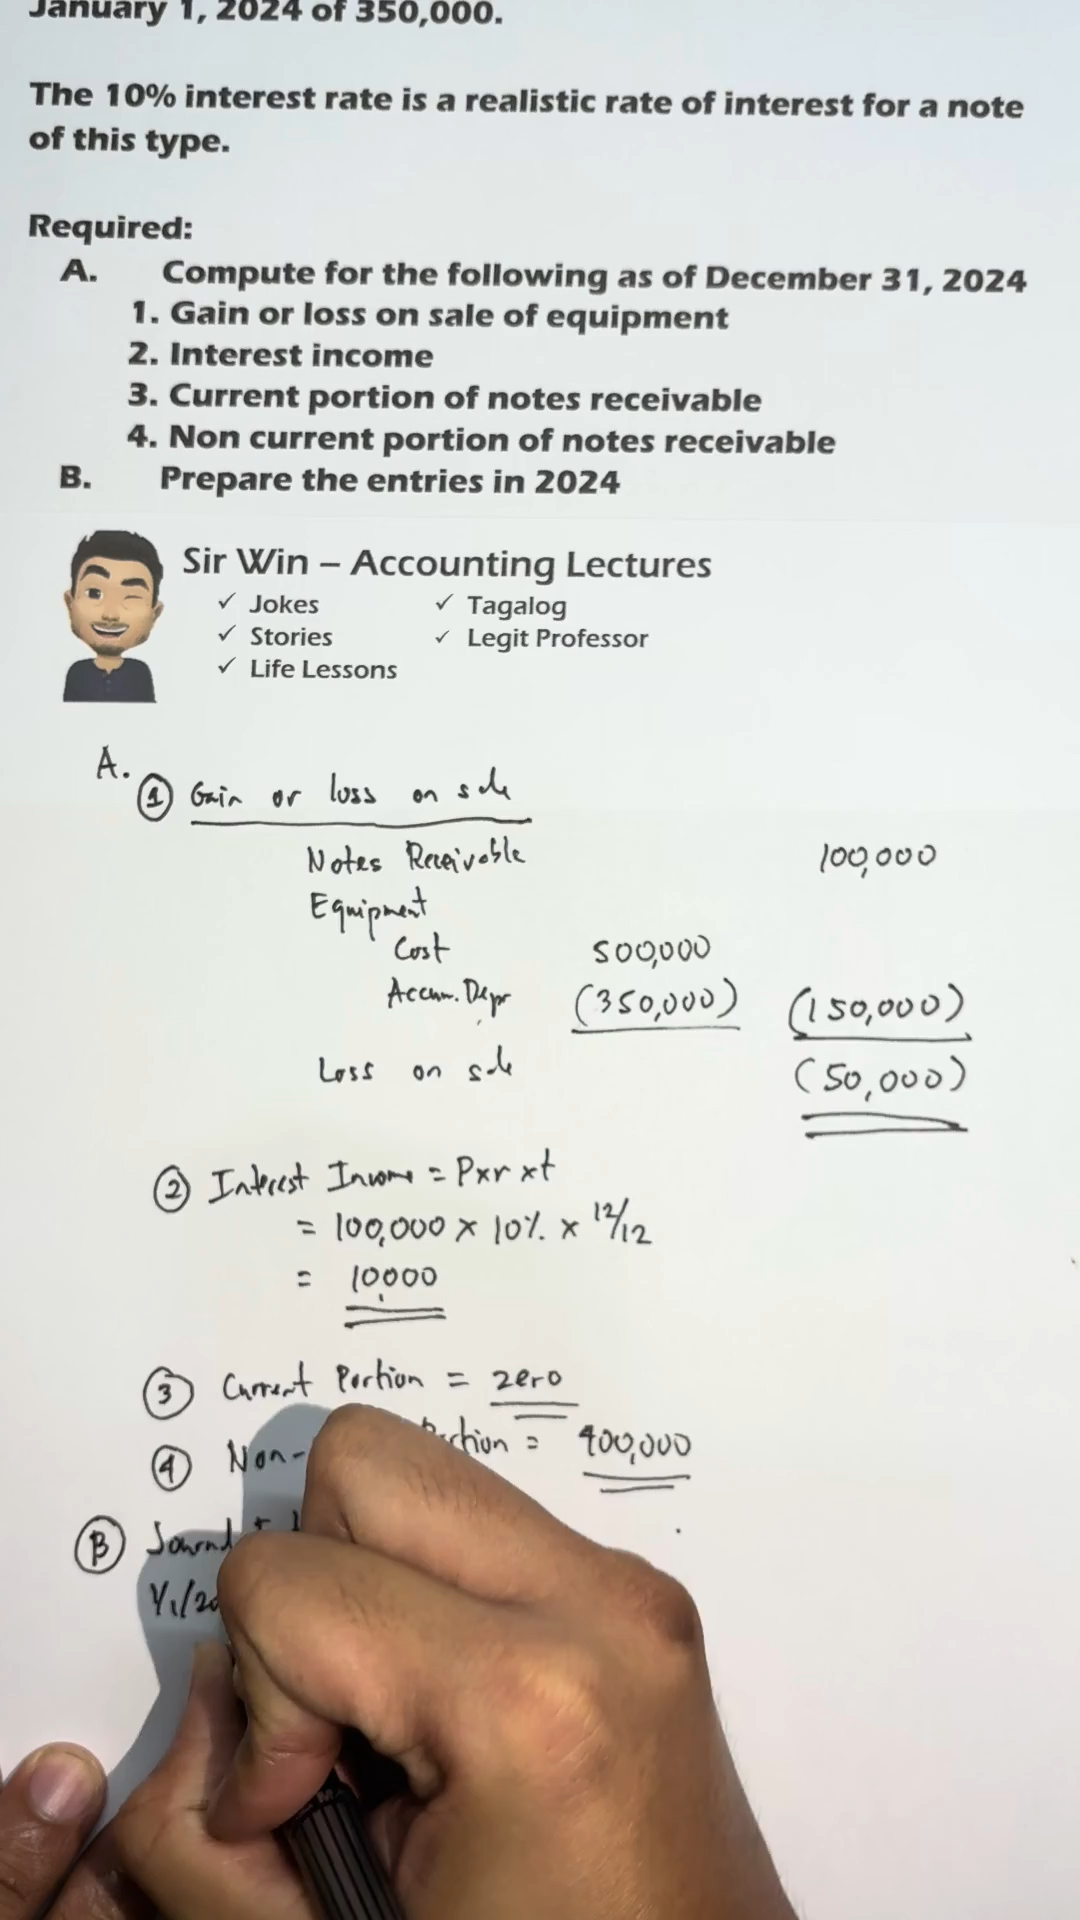 January 1, 2024 of 350,000.
The 10% interest rate is a realistic rate of interest for a note
of this type.
Required:
A. Compute for the following as of December 31, 2024
1. Gain or loss on sale of equipment
2. Interest income
3. Current portion of notes receivable
4. Non current portion of notes receivable
B. Prepare the entries in 2024
Sir Win – Accounting Lectures
✓ Jokes ✓ Tagalog
✓ Stories ✓ Legit Professor
✓ Life Lessons
A.
① Gain or loss on sale
Notes Receivable 100,000
Equipment
Cost 500,000
Accum. Depr (350,000) (150,000)
Loss on sale (50,000)
② Interest Income = P x r x t
= 100,000 x 10% x 12/12
= 10,000
③ Current Portion = zero
④ Non- = 400,000
Ⓑ